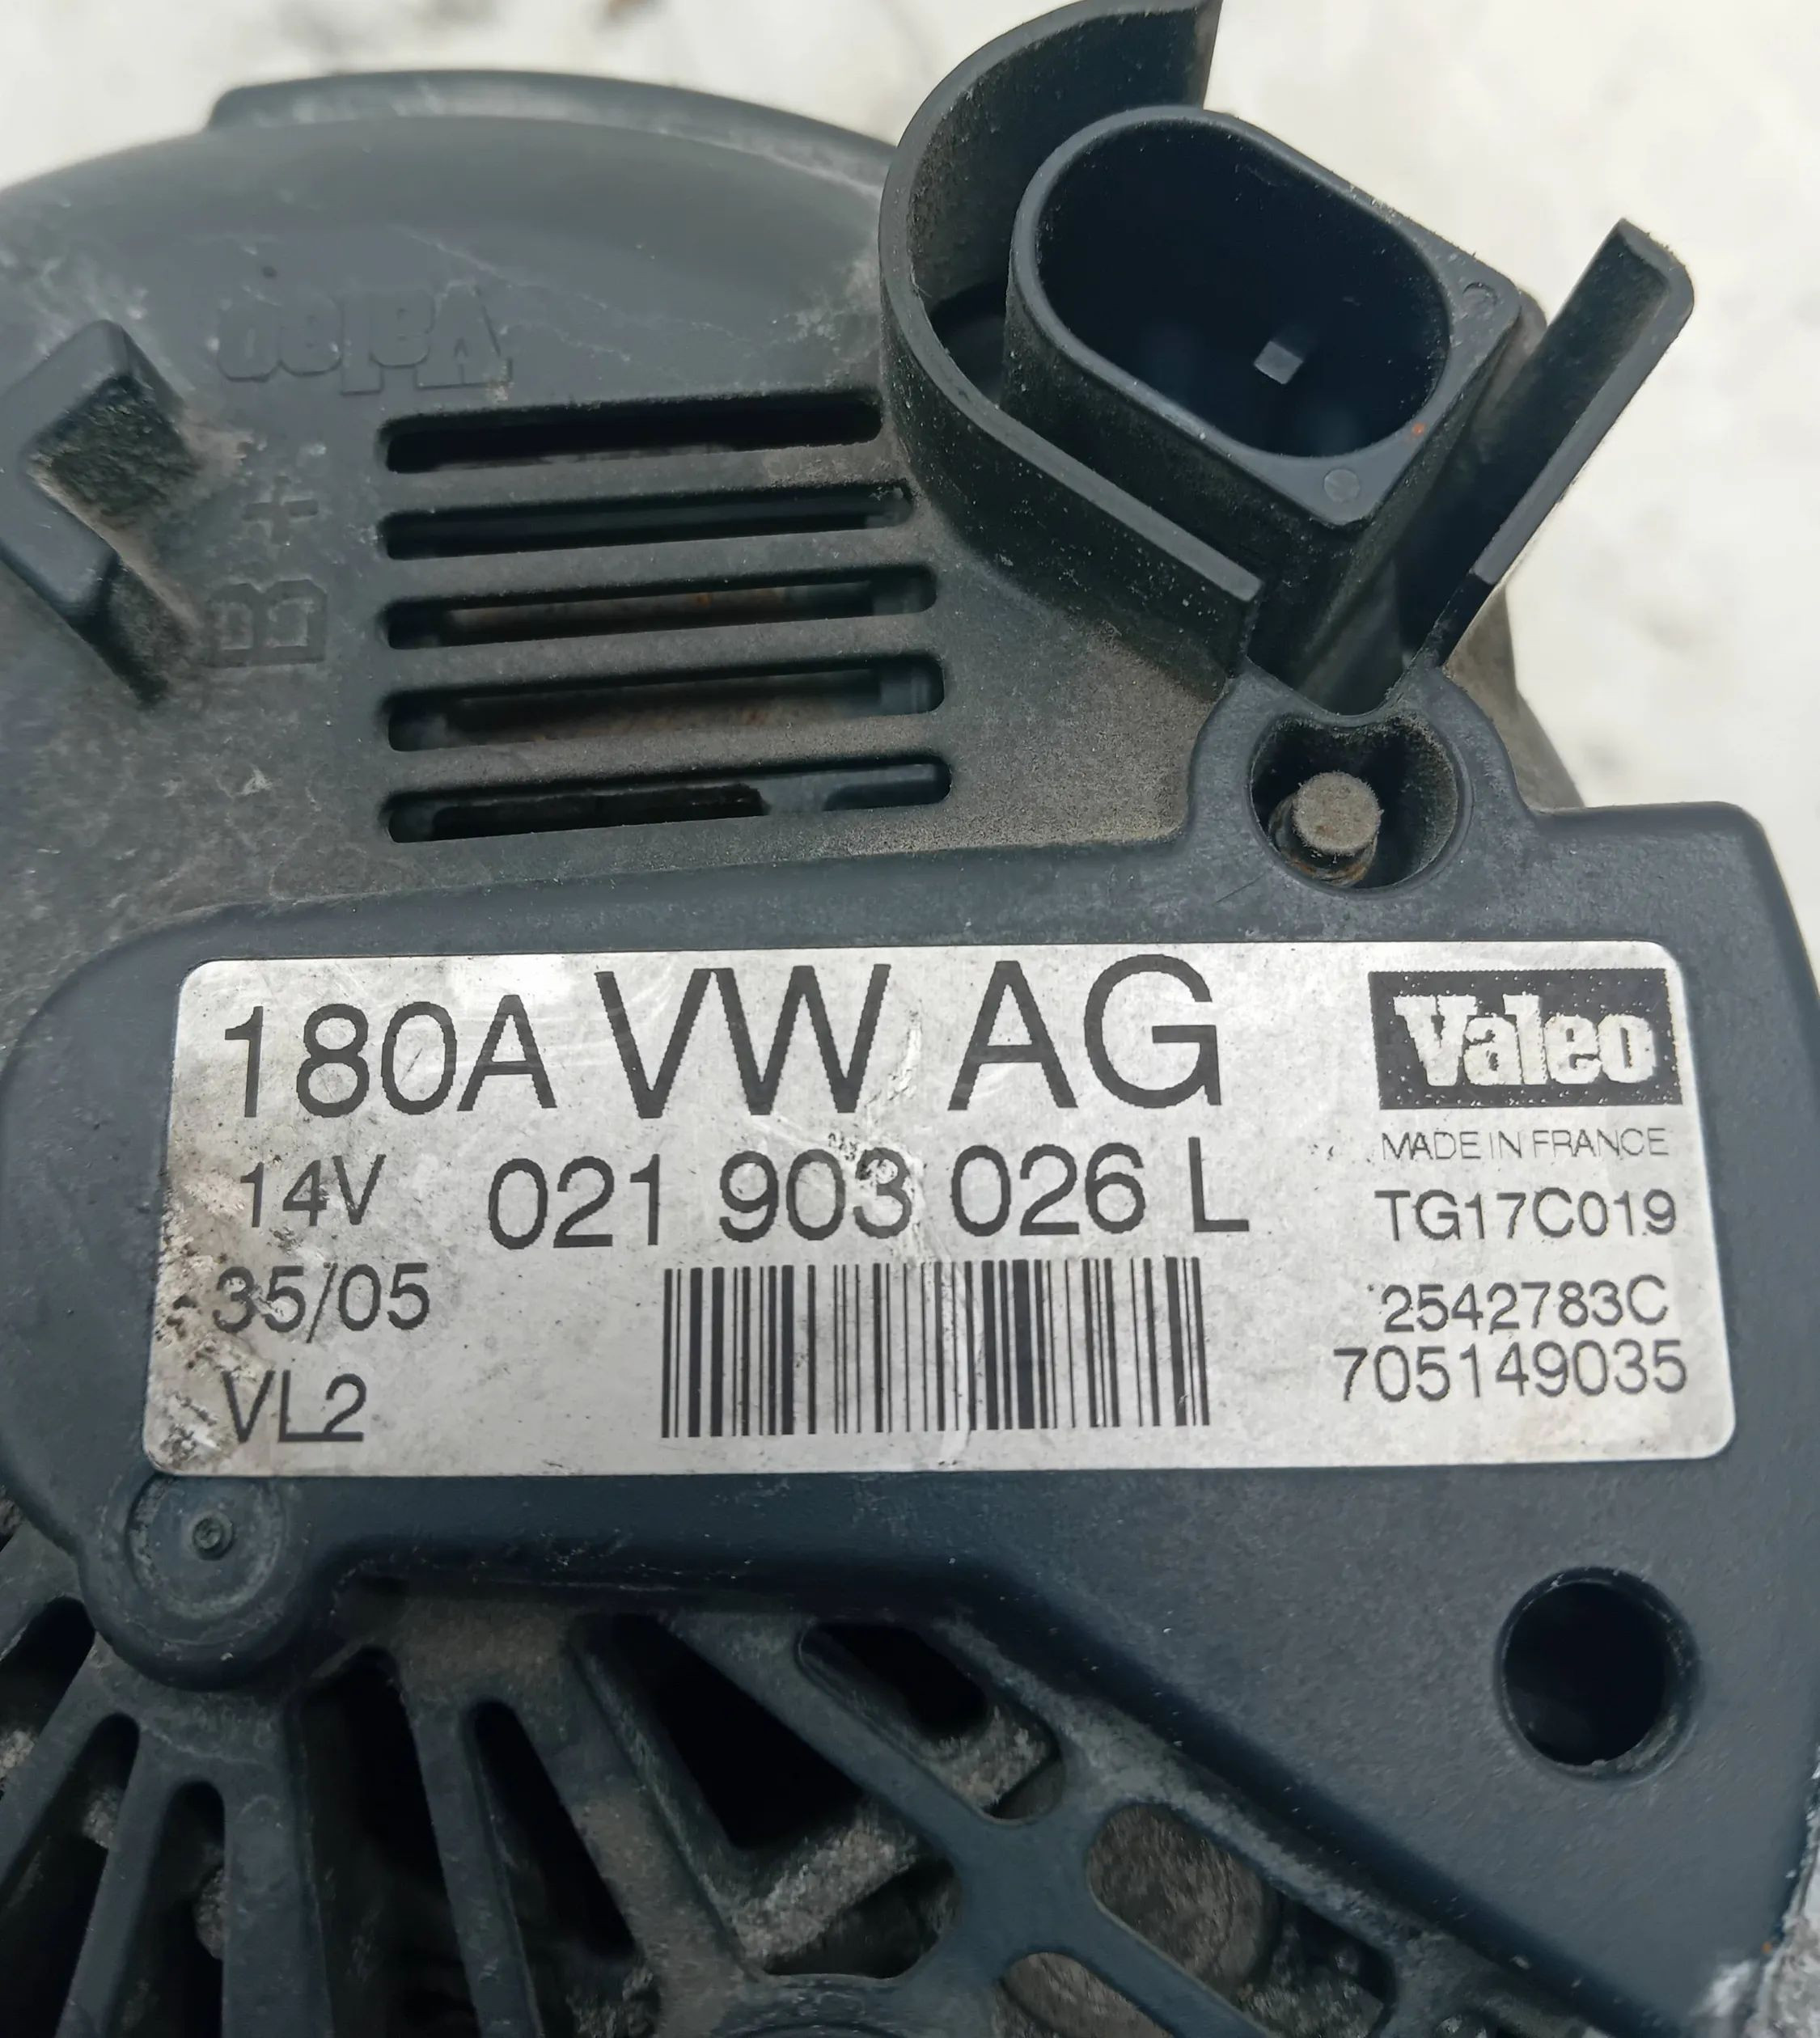 Valeo
B+
180A VW AG
14V 021 903 026 L
35/05
VL2
Valeo
MADE IN FRANCE
TG17C019
2542783C
705149035